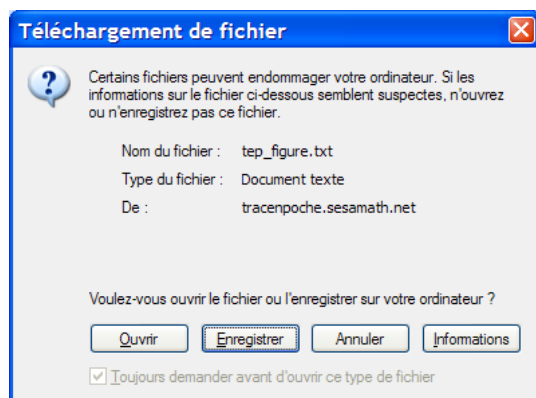 Téléchargement de fichier
Certains fichiers peuvent endommager votre ordinateur. Si les
informations sur le fichier ci-dessous semblent suspectes, n'ouvrez
ou n'enregistrez pas ce fichier.
Nom du fichier : tep_figure.txt
Type du fichier : Document texte
De : tracenpoche.sesamath.net
Voulez-vous ouvrir le fichier ou l'enregistrer sur votre ordinateur ?
Ouvrir Enregistrer Annuler Informations
Toujours demander avant d'ouvrir ce type de fichier